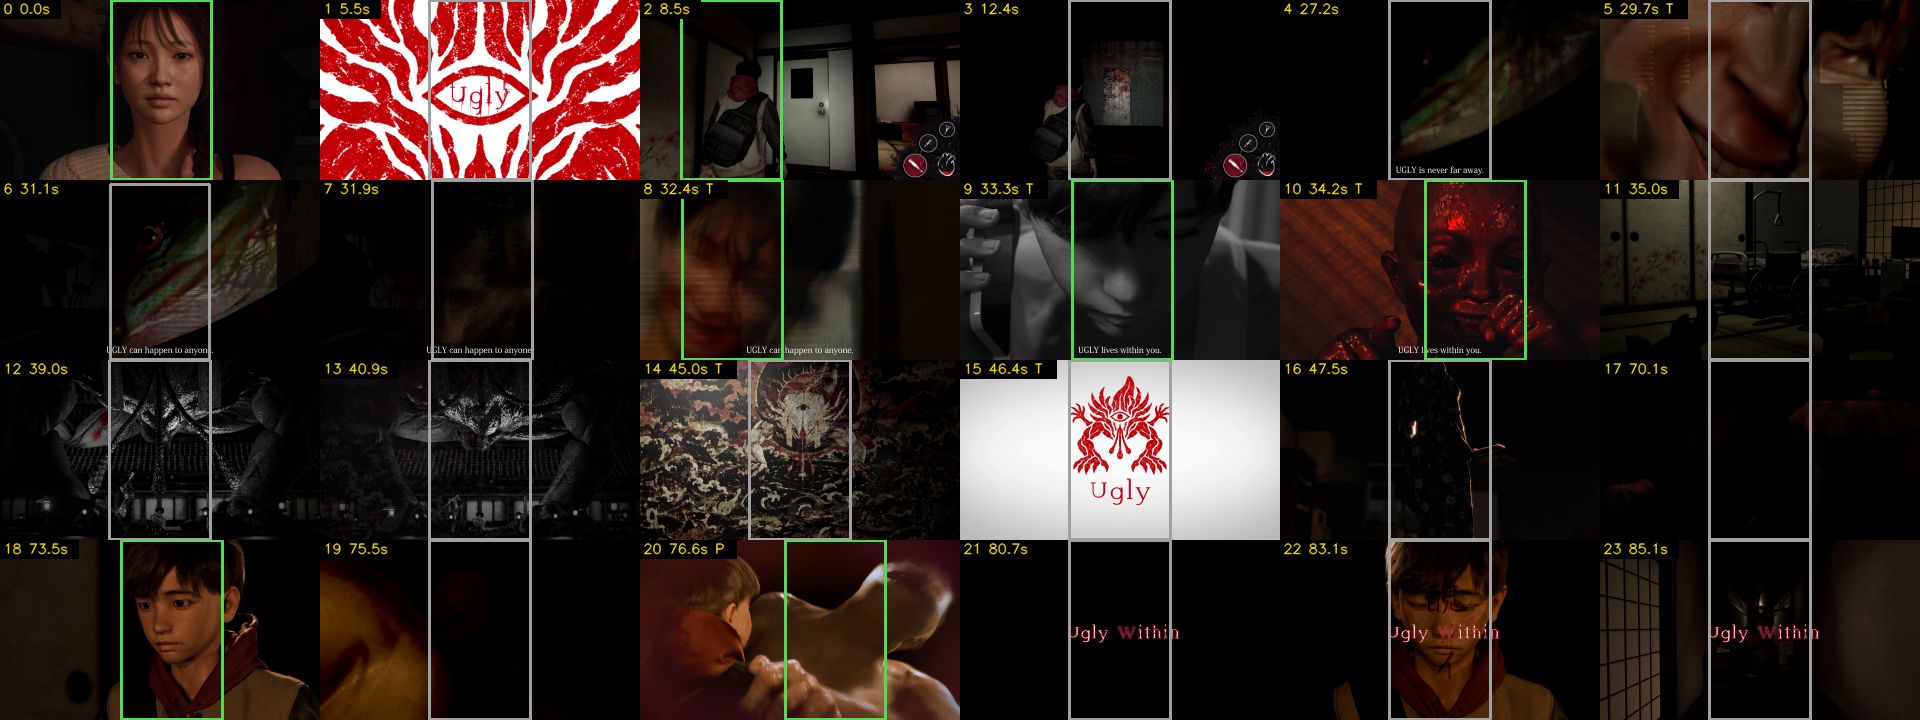 0 0.0s
1 5.5s
Ugly
2 8.5s
3 12.4s
4 27.2s
UGLY is never far away.
5 29.7s T
6 31.1s
UGLY can happen to anyone.
7 31.9s
UGLY can happen to anyone
8 32.4s T
UGLY can happen to anyone.
9 33.3s T
UGLY lives within you.
10 34.2s T
UGLY lives within you.
11 35.0s
12 39.0s
13 40.9s
14 45.0s T
15 46.4s T
Ugly
16 47.5s
17 70.1s
18 73.5s
19 75.5s
20 76.6s P
21 80.7s
Ugly Within
22 83.1s
Ugly Within
23 85.1s
Ugly Within